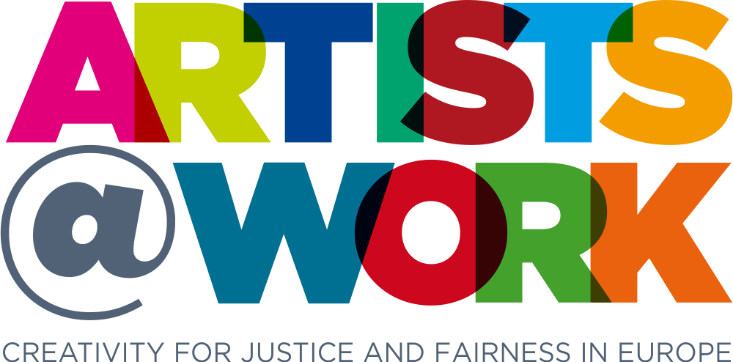 ARTISTS
@WORK
CREATIVITY FOR JUSTICE AND FAIRNESS IN EUROPE